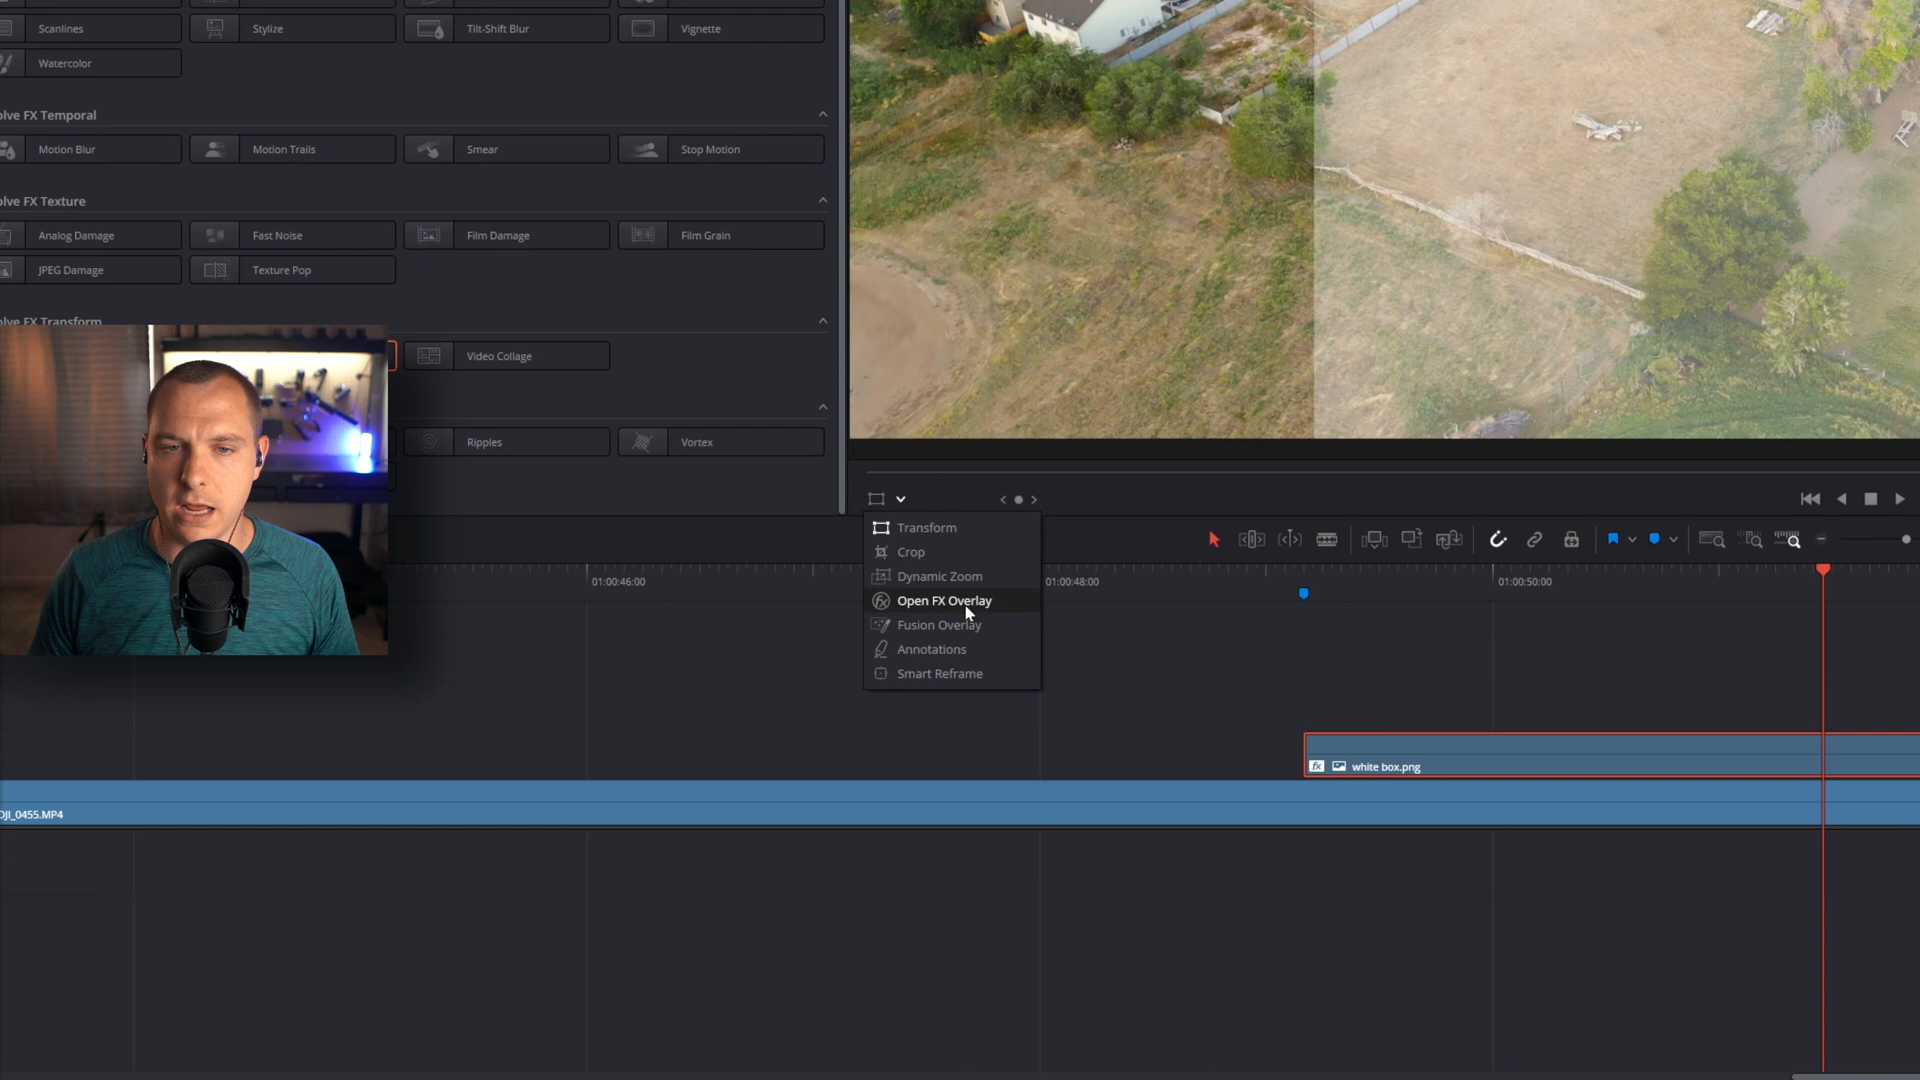 Scanlines
Stylize
Tilt-Shift Blur
Vignette
Watercolor
olve FX Temporal
Motion Blur
Motion Trails
Smear
Stop Motion
olve FX Texture
Analog Damage
Fast Noise
Film Damage
Film Grain
JPEG Damage
Texture Pop
olve FX Transform
Video Collage
Ripples
Vortex
Transform
Crop
Dynamic Zoom
Open FX Overlay
Fusion Overlay
Annotations
Smart Reframe
01:00:46:00
01:00:48:00
01:00:50:00
white box.png
DJI_0455.MP4